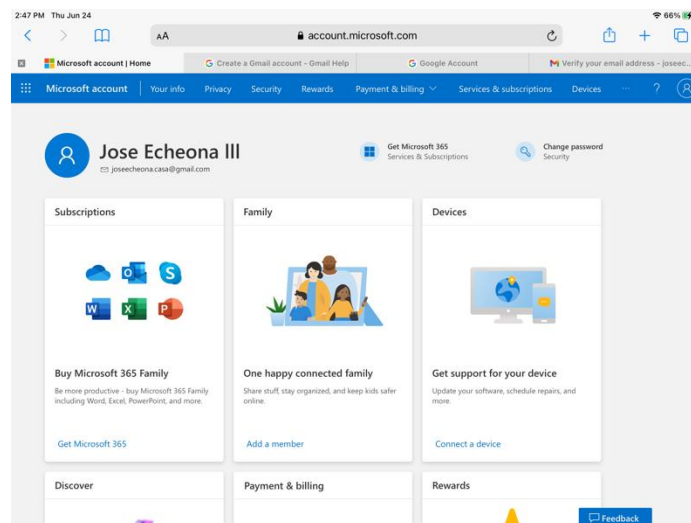 2:47 PM Thu Jun 24
66%
AA
account.microsoft.com
Microsoft account | Home
Create a Gmail account - Gmail Help
Google Account
Verify your email address - joseec...
Microsoft account
Your info
Privacy
Security
Rewards
Payment & billing
Services & subscriptions
Devices
...
?
Jose Echeona III
joseecheona.casa@gmail.com
Get Microsoft 365
Services & Subscriptions
Change password
Security
Subscriptions
Buy Microsoft 365 Family
Be more productive - buy Microsoft 365 Family
including Word, Excel, PowerPoint, and more.
Get Microsoft 365
Family
One happy connected family
Share stuff, stay organized, and keep kids safer
online.
Add a member
Devices
Get support for your device
Update your software, schedule repairs, and
more.
Connect a device
Discover
Payment & billing
Rewards
Feedback